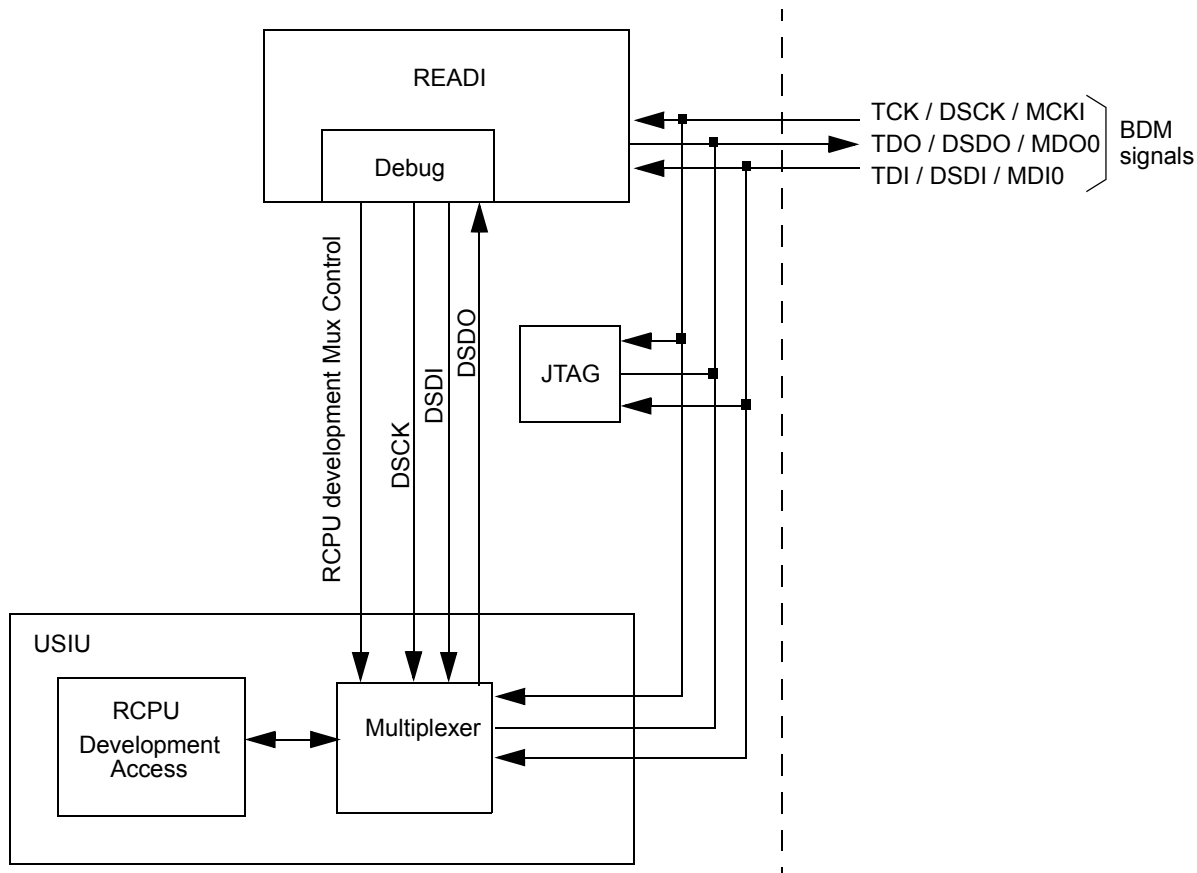 READI
Debug
TCK / DSCK / MCKI
TDO / DSDO / MDO0
TDI / DSDI / MDI0
BDM
signals
RCPU development Mux Control
DSCK
DSDI
DSDO
JTAG
USIU
RCPU
Development
Access
Multiplexer